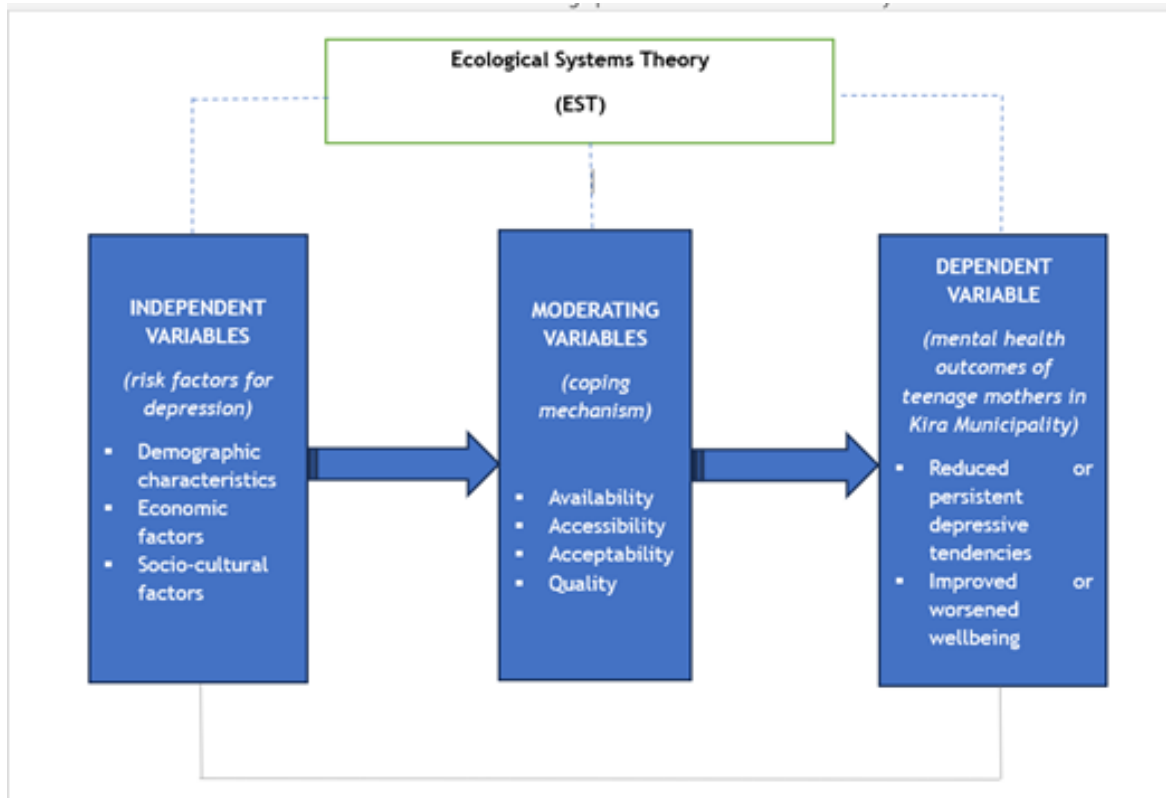 Ecological Systems Theory
(EST)
INDEPENDENT
VARIABLES
(risk factors for
depression)
▪ Demographic
characteristics
▪ Economic
factors
▪ Socio-cultural
factors
MODERATING
VARIABLES
(coping
mechanism)
▪ Availability
▪ Accessibility
▪ Acceptability
▪ Quality
DEPENDENT
VARIABLE
(mental health
outcomes of
teenage mothers in
Kira Municipality)
▪ Reduced or
persistent
depressive
tendencies
▪ Improved or
worsened
wellbeing